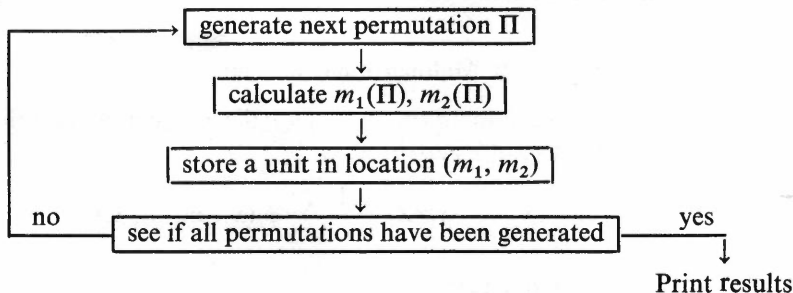 generate next permutation Π
calculate m₁(Π), m₂(Π)
store a unit in location (m₁, m₂)
no
see if all permutations have been generated
yes
Print results